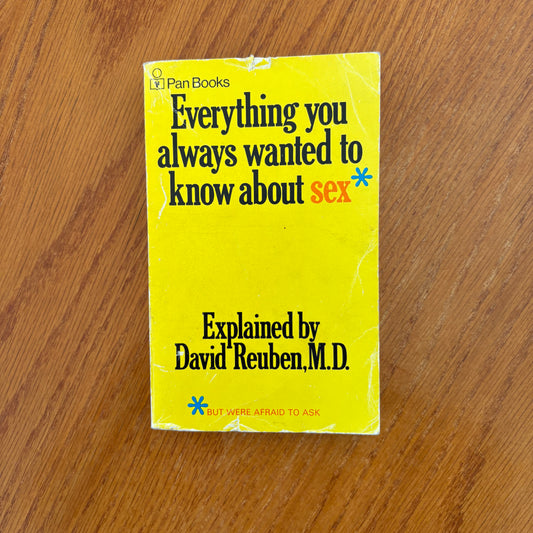 Pan Books
Everything you
always wanted to
know about sex*
Explained by
David Reuben, M.D.
*BUT WERE AFRAID TO ASK